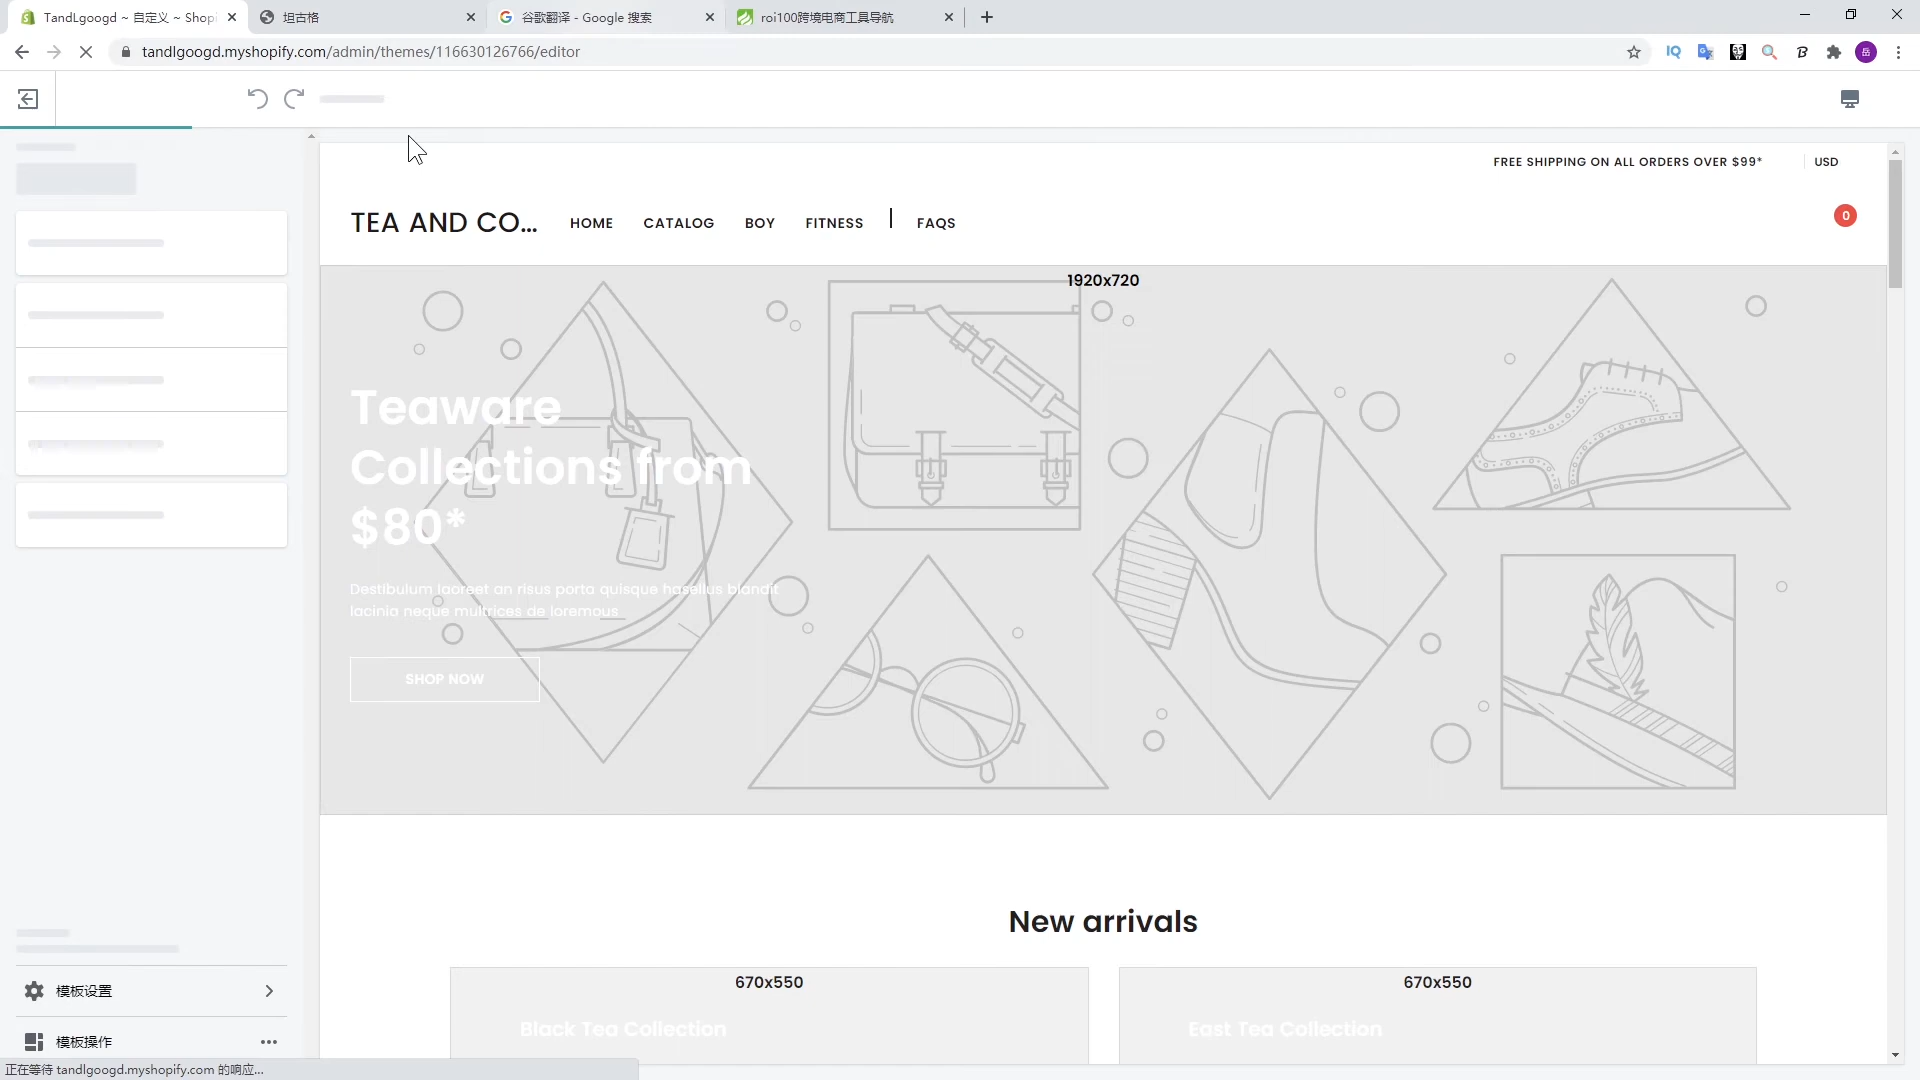 TandLgoogd ~ 自定义 ~ Shopi
坦古格
谷歌翻译 - Google 搜索
roi100跨境电商工具导航
tandlgoogd.myshopify.com/admin/themes/116630126766/editor
IQ
FREE SHIPPING ON ALL ORDERS OVER $99*
USD
TEA AND CO...
HOME
CATALOG
BOY
FITNESS
FAQS
0
1920x720
Teaware
Collections from
$80*
Destibulum laoreet an risus porta quisque hasellus blandit
lacinia neque multrices de loremous
SHOP NOW
New arrivals
670x550
670x550
Black Tea Collection
East Tea Collection
模板设置
模板操作
正在等待 tandlgoogd.myshopify.com 的响应...